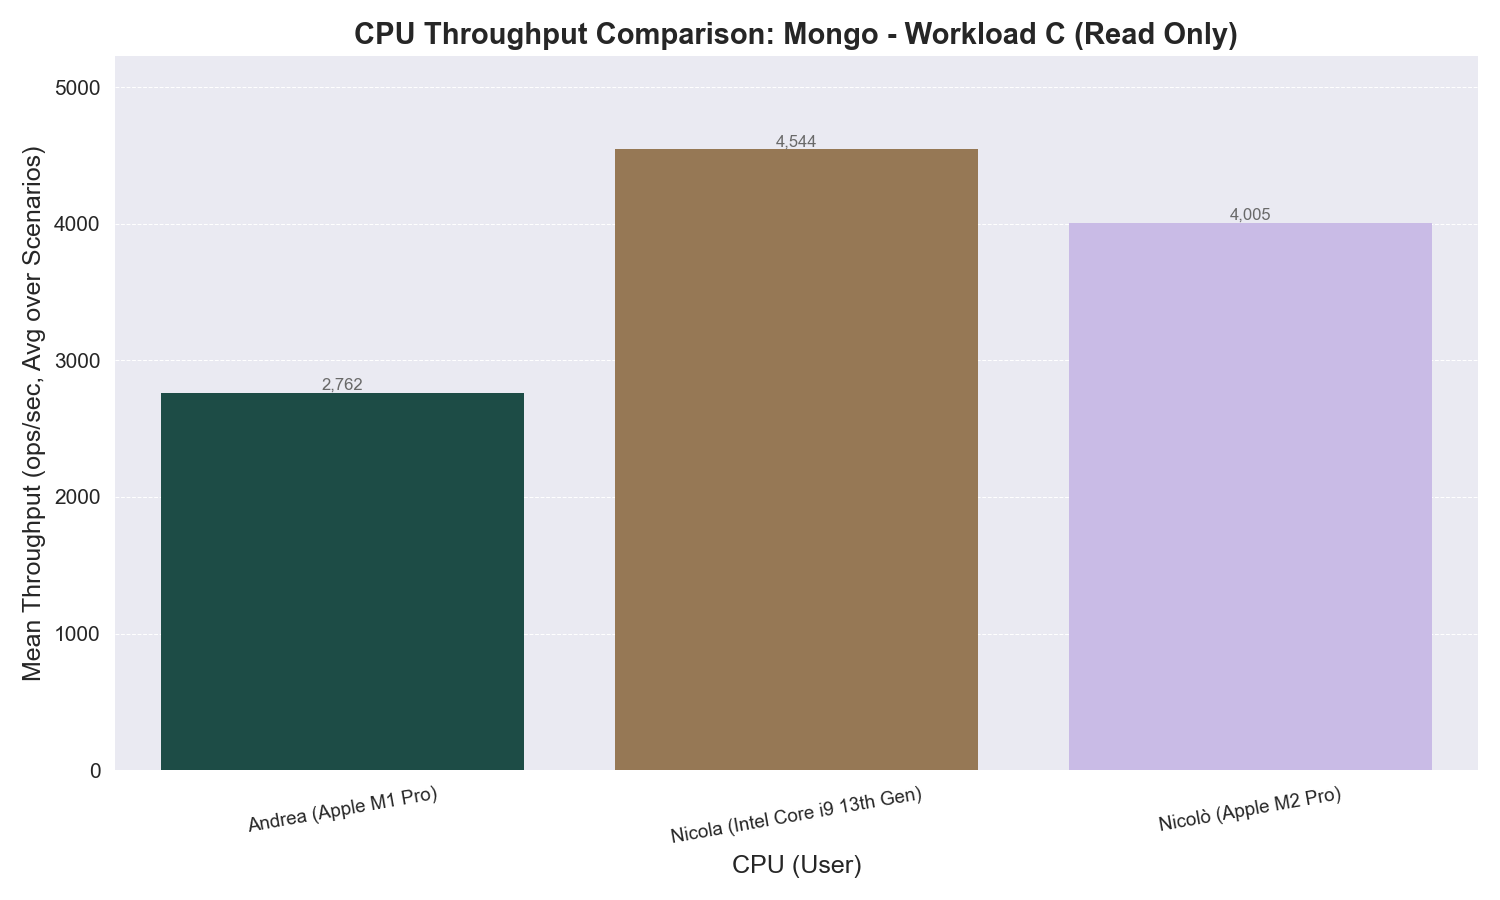 CPU Throughput Comparison: Mongo - Workload C (Read Only)
Mean Throughput (ops/sec, Avg over Scenarios)
5000
4000
3000
2000
1000
0
2,762
4,544
4,005
Andrea (Apple M1 Pro)
Nicola (Intel Core i9 13th Gen)
Nicolò (Apple M2 Pro)
CPU (User)